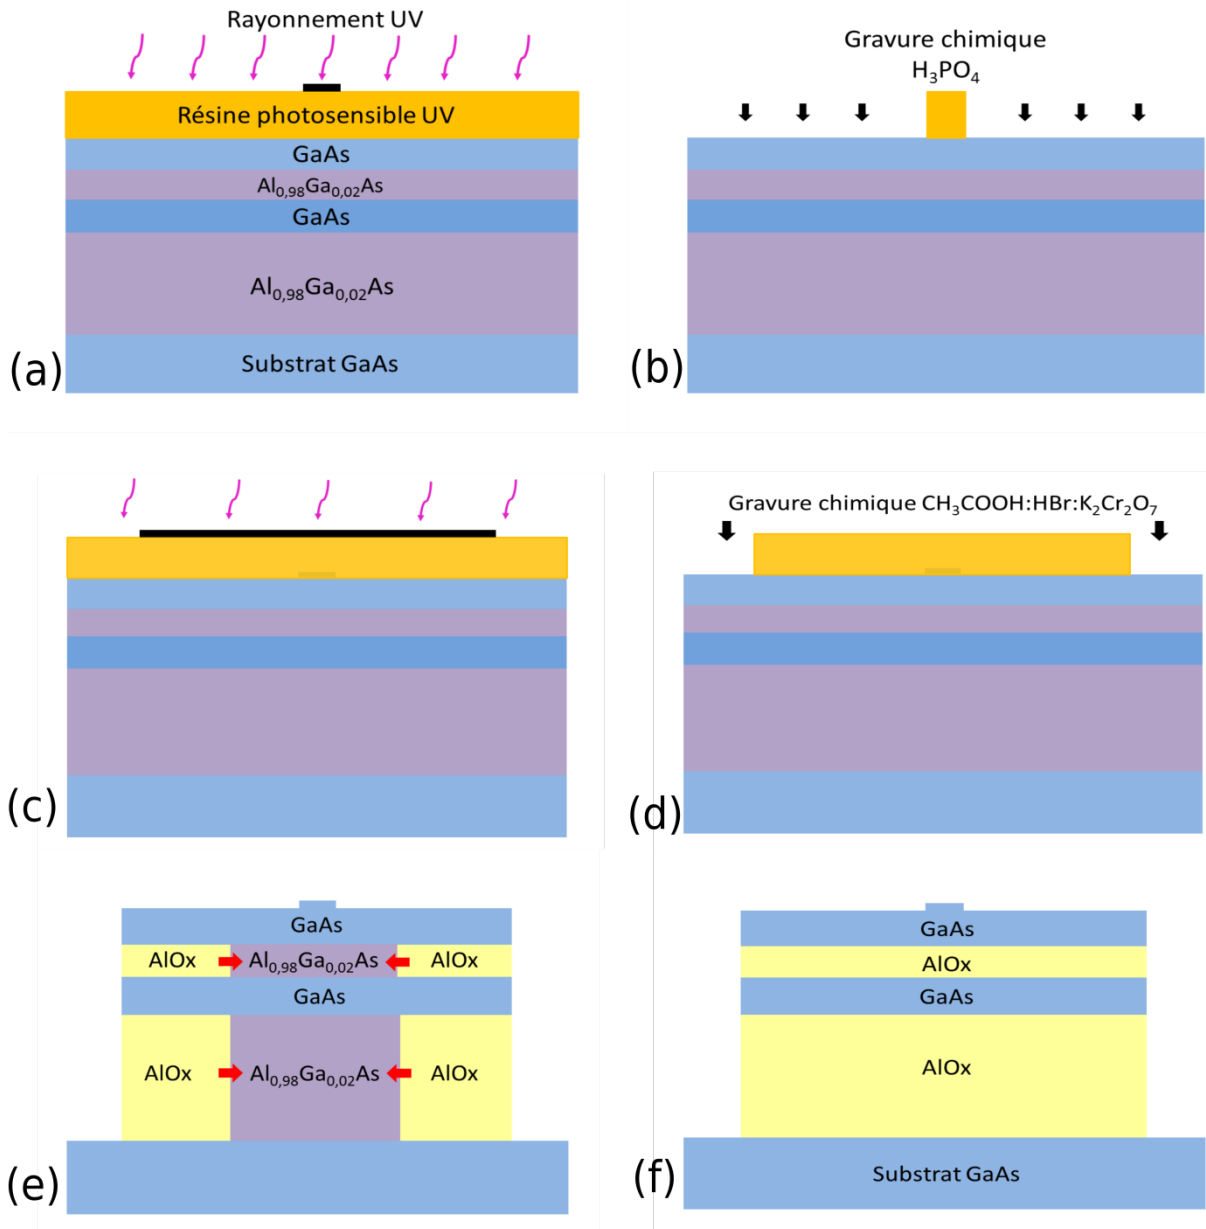 Rayonnement UV
Résine photosensible UV
GaAs
Al₀,₉₈Ga₀,₀₂As
GaAs
Al₀,₉₈Ga₀,₀₂As
Substrat GaAs
(a)
Gravure chimique
H₃PO₄
(b)
(c)
Gravure chimique CH₃COOH:HBr:K₂Cr₂O₇
(d)
GaAs
AlOx Al₀,₉₈Ga₀,₀₂As AlOx
GaAs
AlOx Al₀,₉₈Ga₀,₀₂As AlOx
(e)
GaAs
AlOx
GaAs
AlOx
Substrat GaAs
(f)